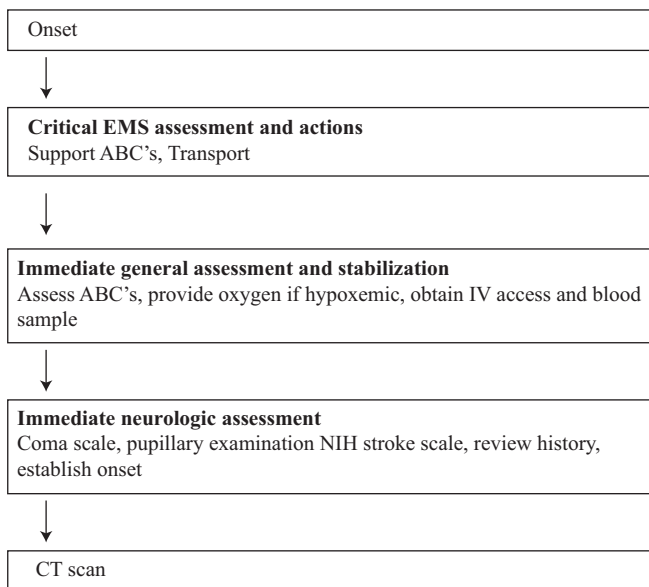 Onset
Critical EMS assessment and actions
Support ABC’s, Transport
Immediate general assessment and stabilization
Assess ABC’s, provide oxygen if hypoxemic, obtain IV access and blood
sample
Immediate neurologic assessment
Coma scale, pupillary examination NIH stroke scale, review history,
establish onset
CT scan